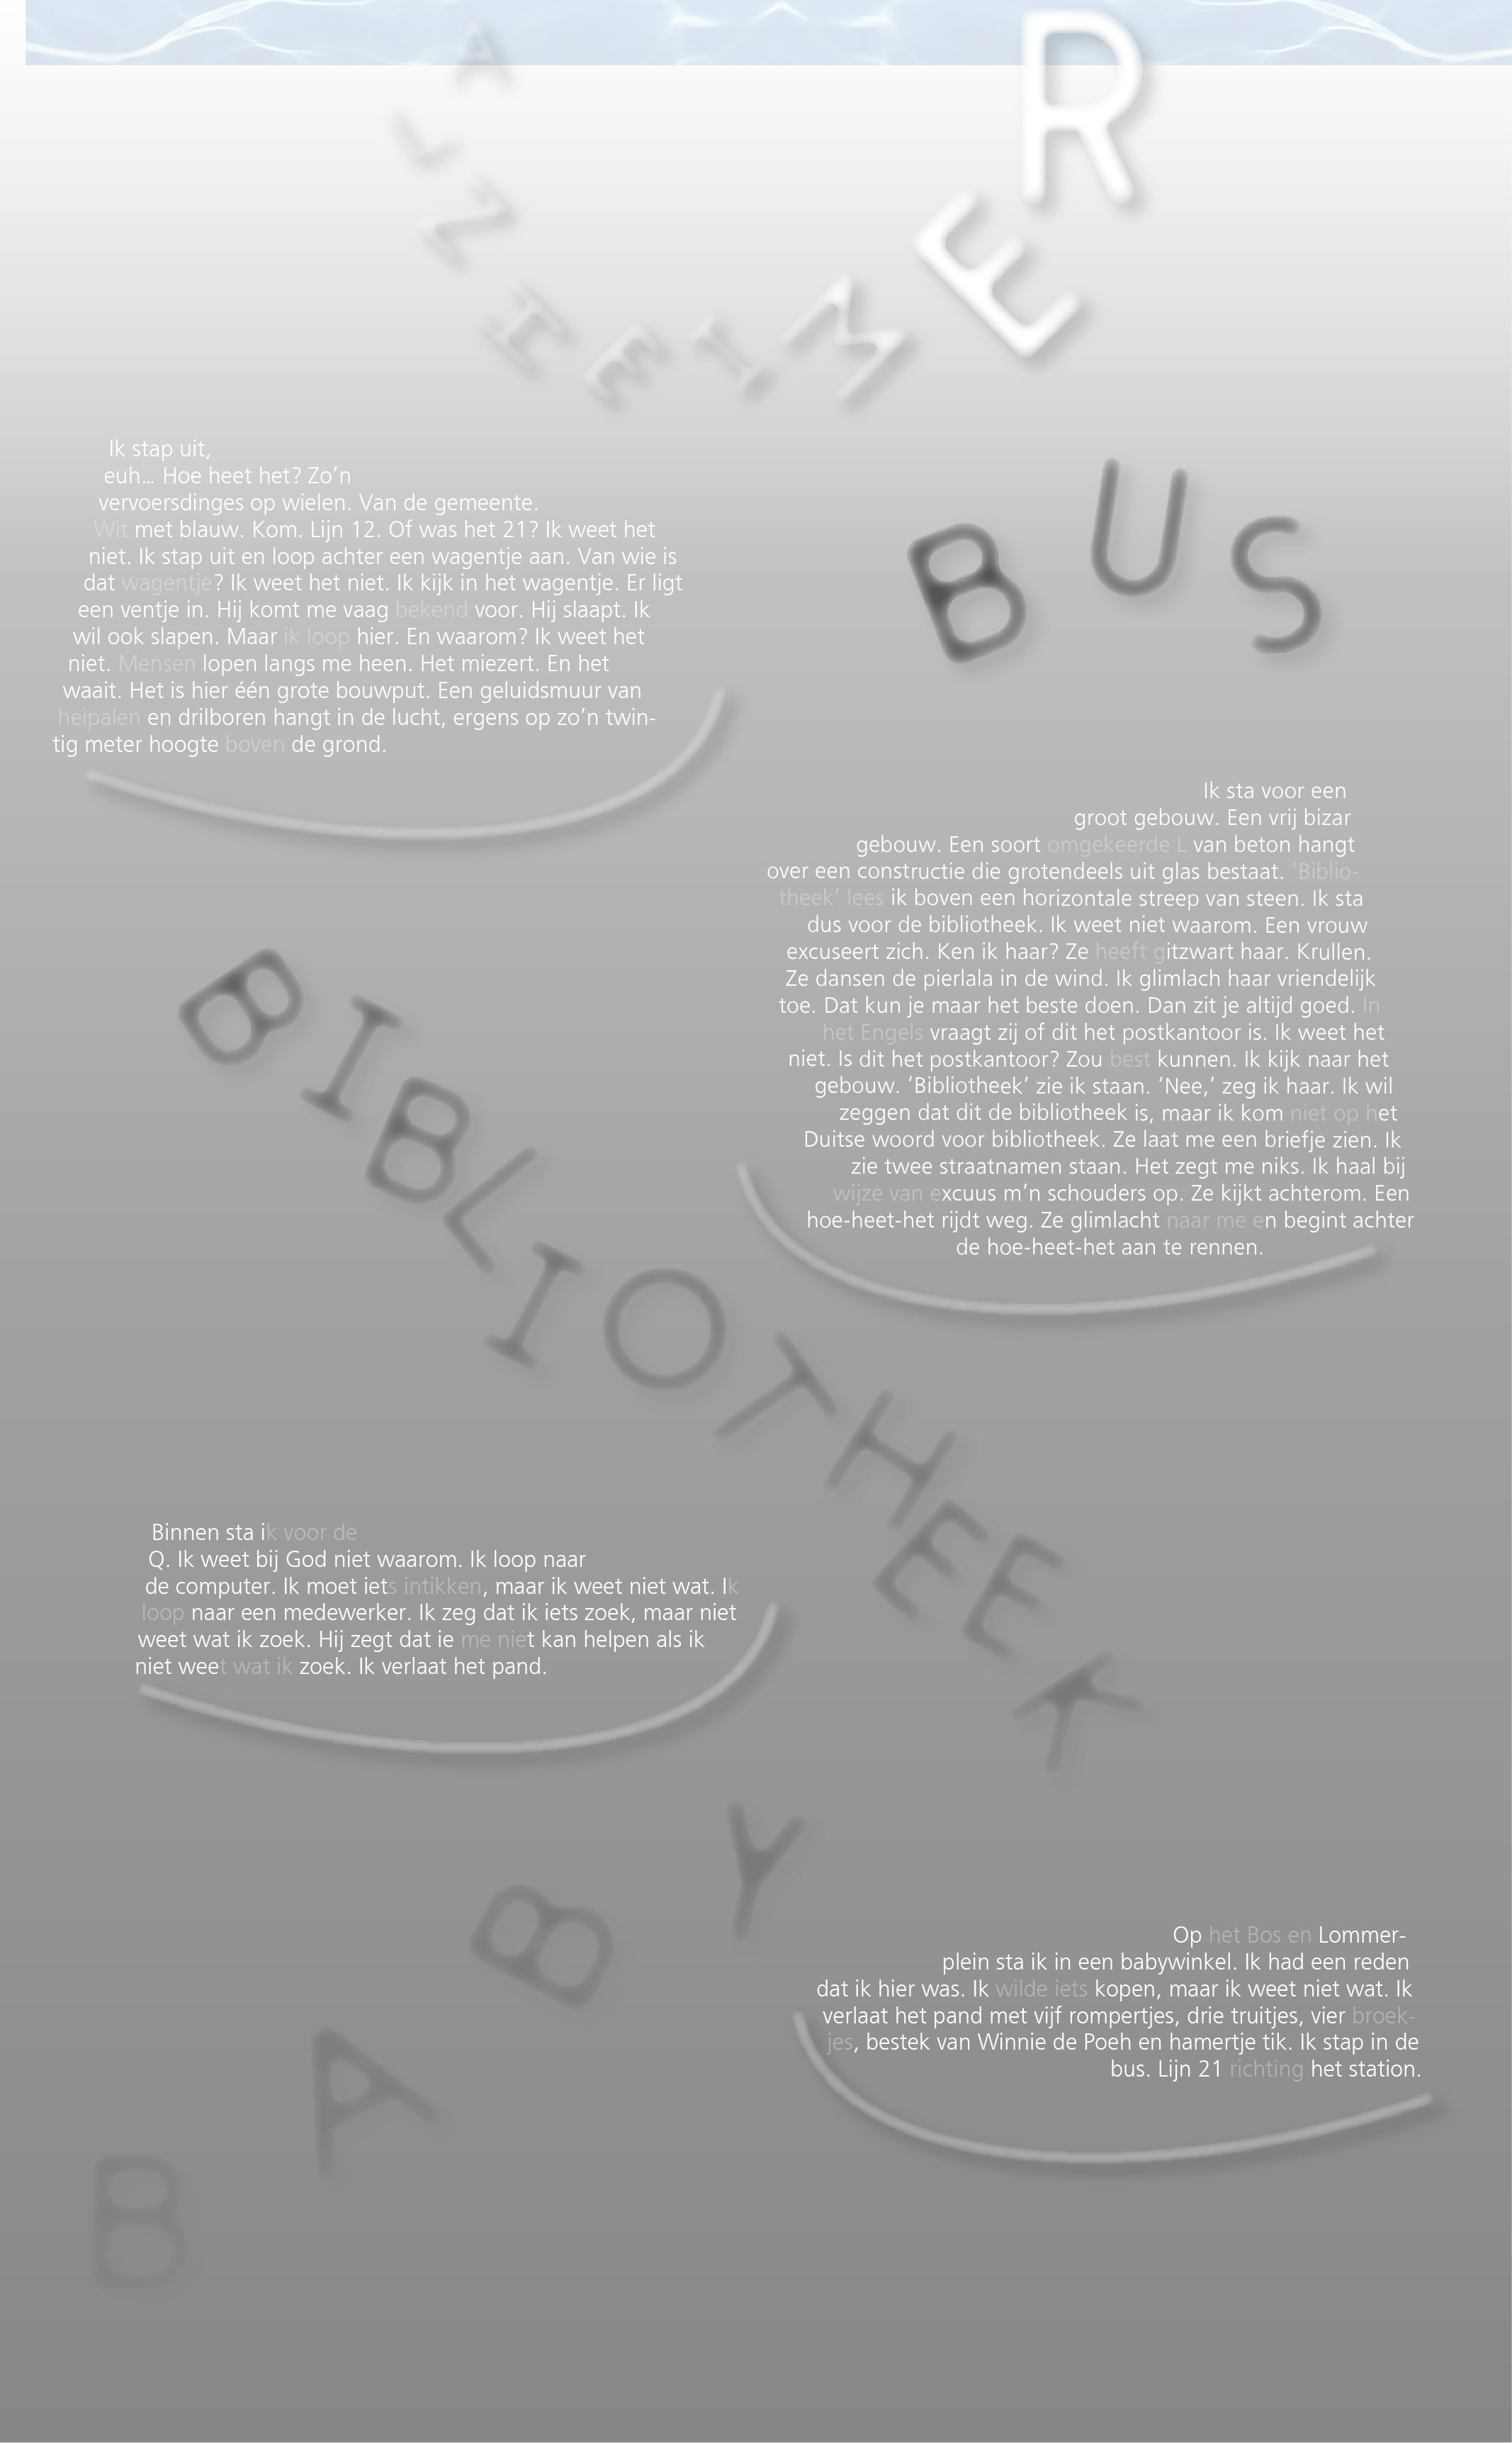 ALZHEIMER
Ik stap uit,
euh... Hoe heet het? Zo’n
vervoersdinges op wielen. Van de gemeente.
Wit met blauw. Kom. Lijn 12. Of was het 21? Ik weet het
niet. Ik stap uit en loop achter een wagentje aan. Van wie is
dat wagentje? Ik weet het niet. Ik kijk in het wagentje. Er ligt
een ventje in. Hij komt me vaag bekend voor. Hij slaapt. Ik
wil ook slapen. Maar ik loop hier. En waarom? Ik weet het
niet. Mensen lopen langs me heen. Het miezert. En het
waait. Het is hier één grote bouwput. Een geluidsmuur van
heipalen en drilboren hangt in de lucht, ergens op zo’n twin-
tig meter hoogte boven de grond.
BUS
Ik sta voor een
groot gebouw. Een vrij bizar
gebouw. Een soort omgekeerde L van beton hangt
over een constructie die grotendeels uit glas bestaat. ‘Biblio-
theek’ lees ik boven een horizontale streep van steen. Ik sta
dus voor de bibliotheek. Ik weet niet waarom. Een vrouw
excuseert zich. Ken ik haar? Ze heeft gitzwart haar. Krullen.
Ze dansen de pierlala in de wind. Ik glimlach haar vriendelijk
toe. Dat kun je maar het beste doen. Dan zit je altijd goed. In
het Engels vraagt zij of dit het postkantoor is. Ik weet het
niet. Is dit het postkantoor? Zou best kunnen. Ik kijk naar het
gebouw. ‘Bibliotheek’ zie ik staan. ‘Nee,’ zeg ik haar. Ik wil
zeggen dat dit de bibliotheek is, maar ik kom niet op het
Duitse woord voor bibliotheek. Ze laat me een briefje zien. Ik
zie twee straatnamen staan. Het zegt me niks. Ik haal bij
wijze van excuus m’n schouders op. Ze kijkt achterom. Een
hoe-heet-het rijdt weg. Ze glimlacht naar me en begint achter
de hoe-heet-het aan te rennen.
BIBLIOTHEEK
Binnen sta ik voor de
Q. Ik weet bij God niet waarom. Ik loop naar
de computer. Ik moet iets intikken, maar ik weet niet wat. Ik
loop naar een medewerker. Ik zeg dat ik iets zoek, maar niet
weet wat ik zoek. Hij zegt dat ie me niet kan helpen als ik
niet weet wat ik zoek. Ik verlaat het pand.
BABY
Op het Bos en Lommer-
plein sta ik in een babywinkel. Ik had een reden
dat ik hier was. Ik wilde iets kopen, maar ik weet niet wat. Ik
verlaat het pand met vijf rompertjes, drie truitjes, vier broek-
jes, bestek van Winnie de Poeh en hamertje tik. Ik stap in de
bus. Lijn 21 richting het station.